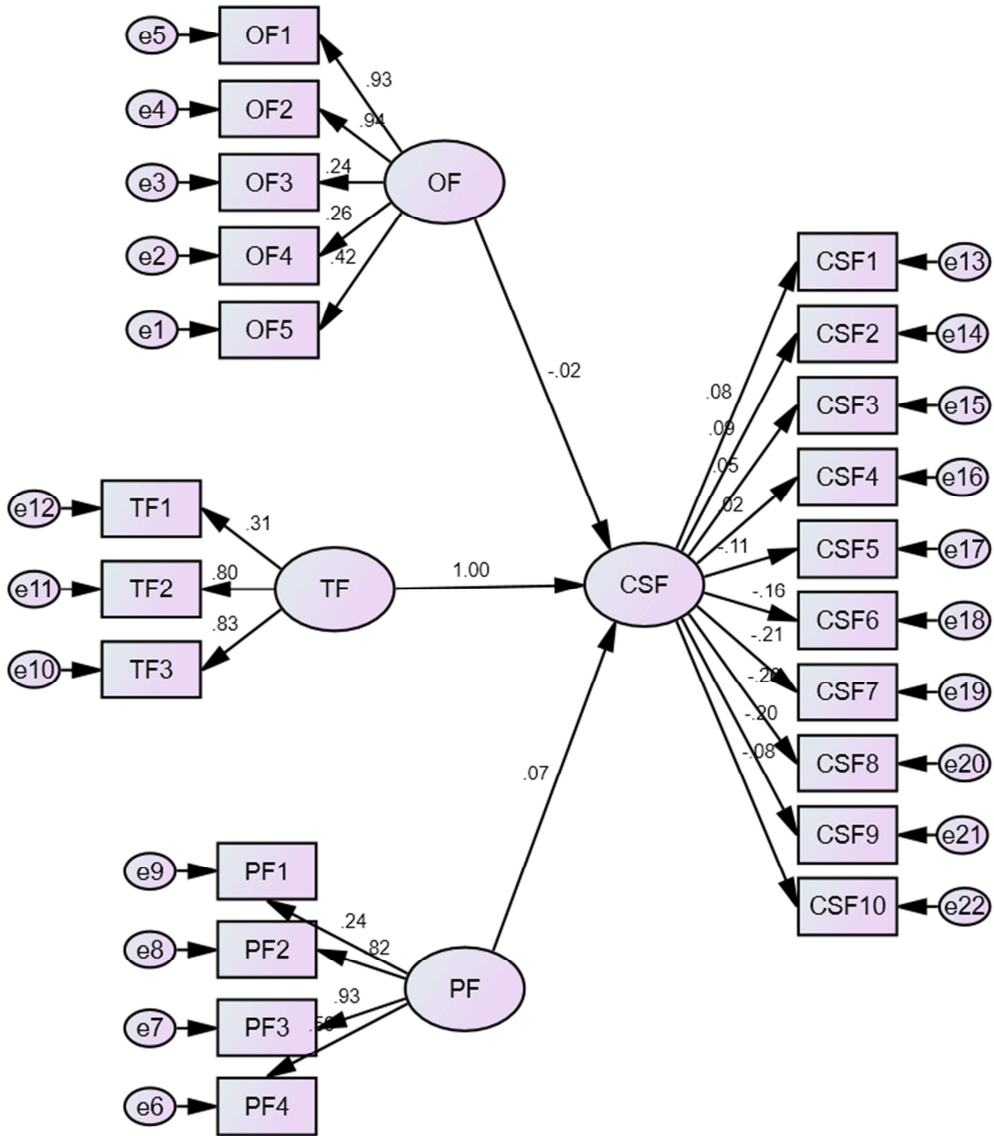 e5 OF1
.93
e4 OF2
.94
e3 OF3
.24
OF
.26
e2 OF4
.42
e1 OF5
CSF1 e13
CSF2 e14
-.02
.08
CSF3 e15
.09
.05
CSF4 e16
e12 TF1
.31
02
-.11
CSF5 e17
e11 TF2
.80
TF
1.00
CSF
-.16
CSF6 e18
.83
-.21
e10 TF3
CSF7 e19
-.20
-.08
CSF8 e20
.07
CSF9 e21
e9 PF1
CSF10 e22
.24
82
e8 PF2
PF
.93
e7 PF3
e6 PF4